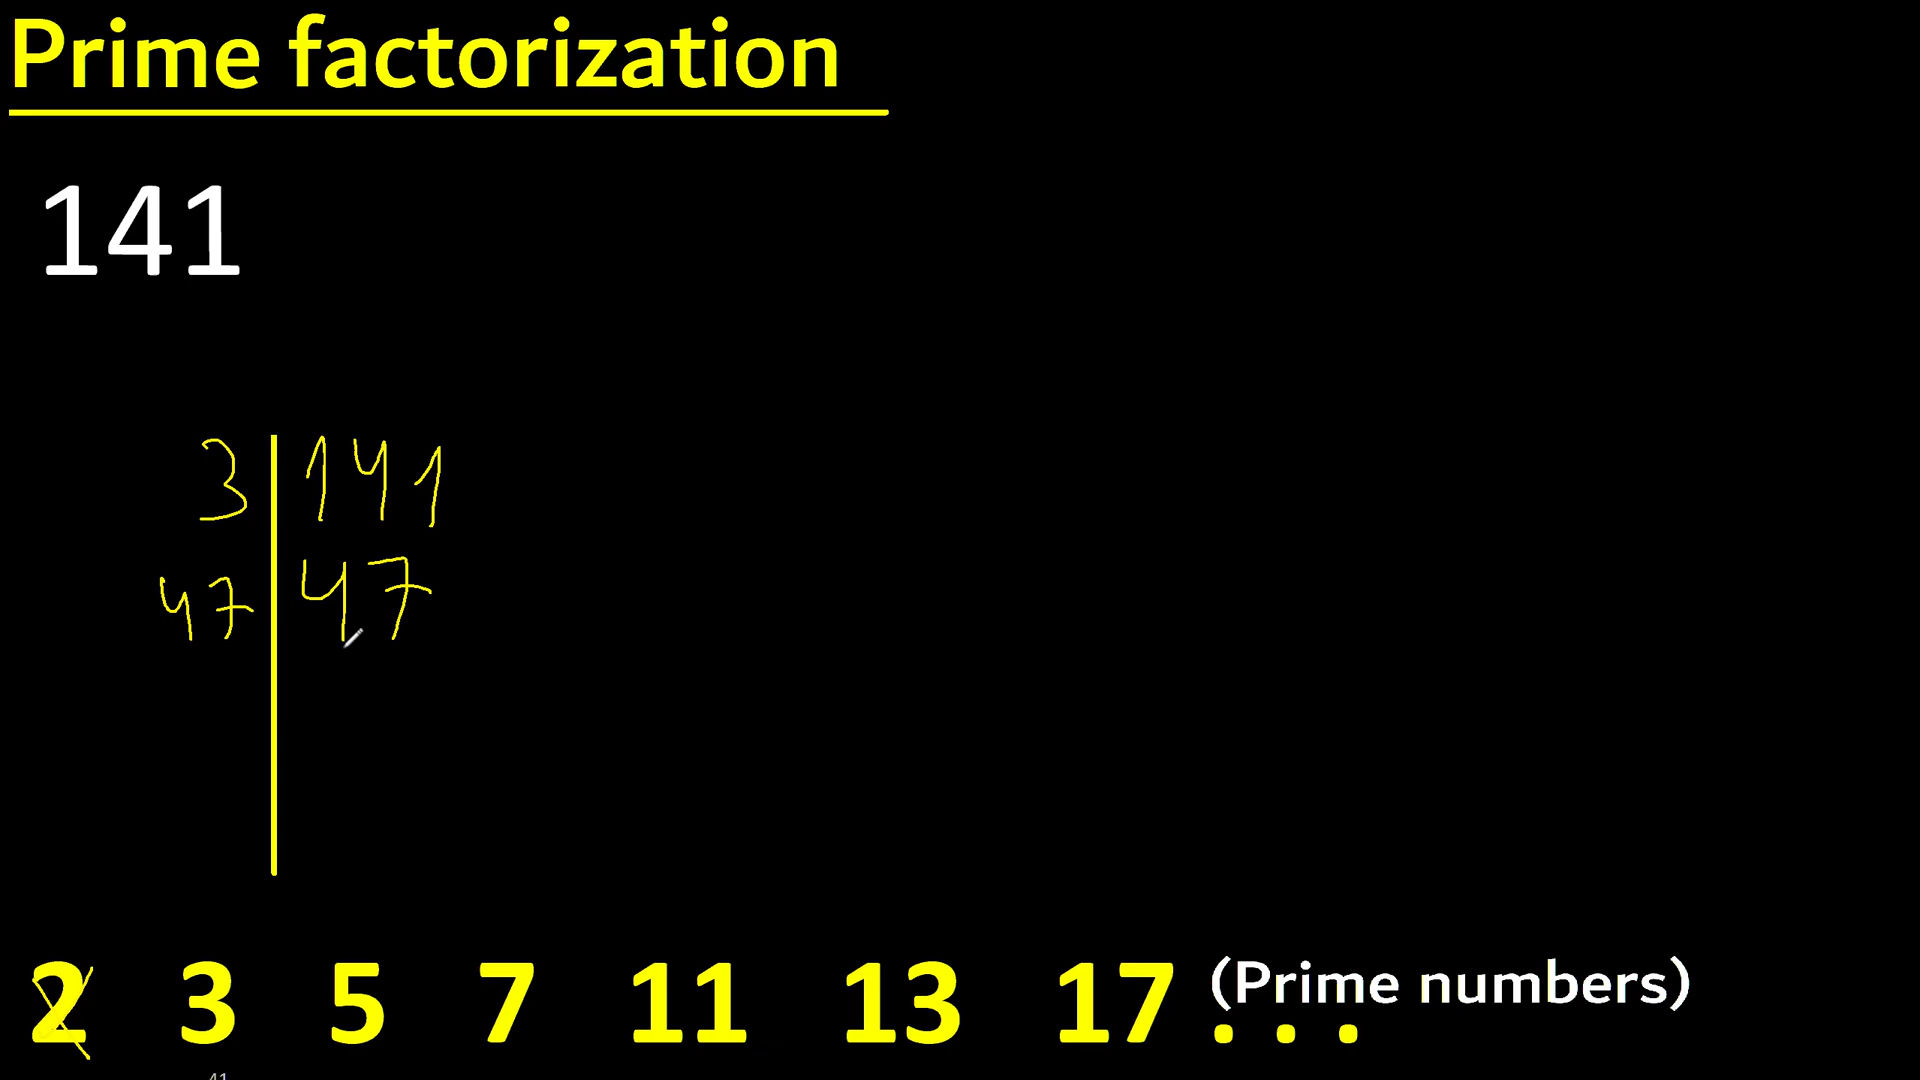 Prime factorization
141
3 141
47 47
2 3 5 7 11 13 17 . . . (Prime numbers)